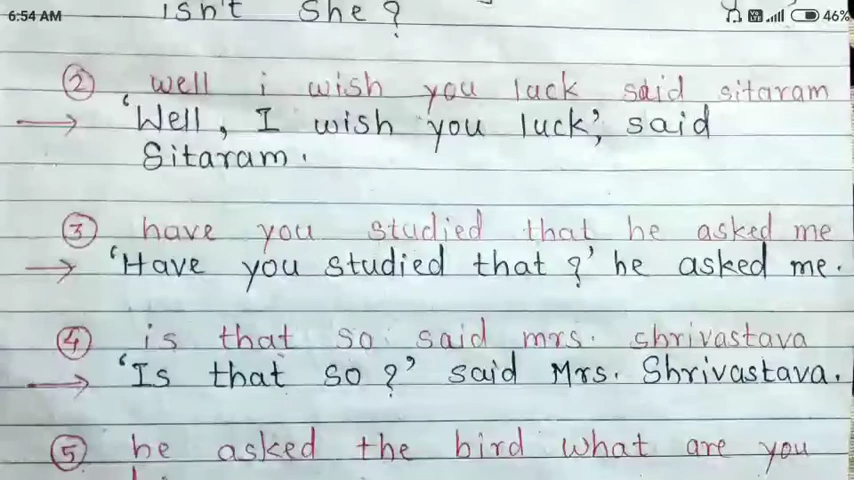 isn't she?
6:54 AM
46%
② well i wish you luck said sitaram
→ 'Well, I wish you luck', said
Sitaram.
③ have you studied that he asked me
→ 'Have you studied that?' he asked me.
④ is that so said mrs. shrivastava
→ 'Is that so?' said Mrs. Shrivastava.
⑤ he asked the bird what are you